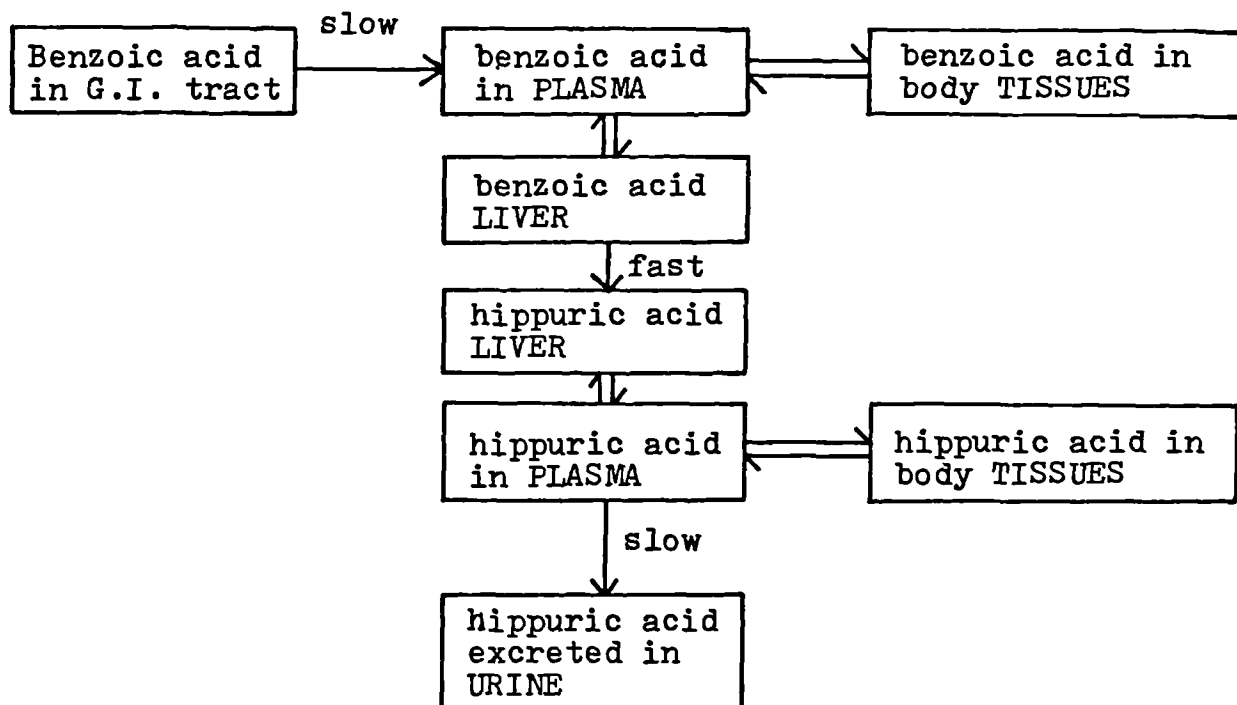 slow
Benzoic acid
in G.I. tract
benzoic acid
in PLASMA
benzoic acid in
body TISSUES
benzoic acid
LIVER
fast
hippuric acid
LIVER
hippuric acid
in PLASMA
hippuric acid in
body TISSUES
slow
hippuric acid
excreted in
URINE